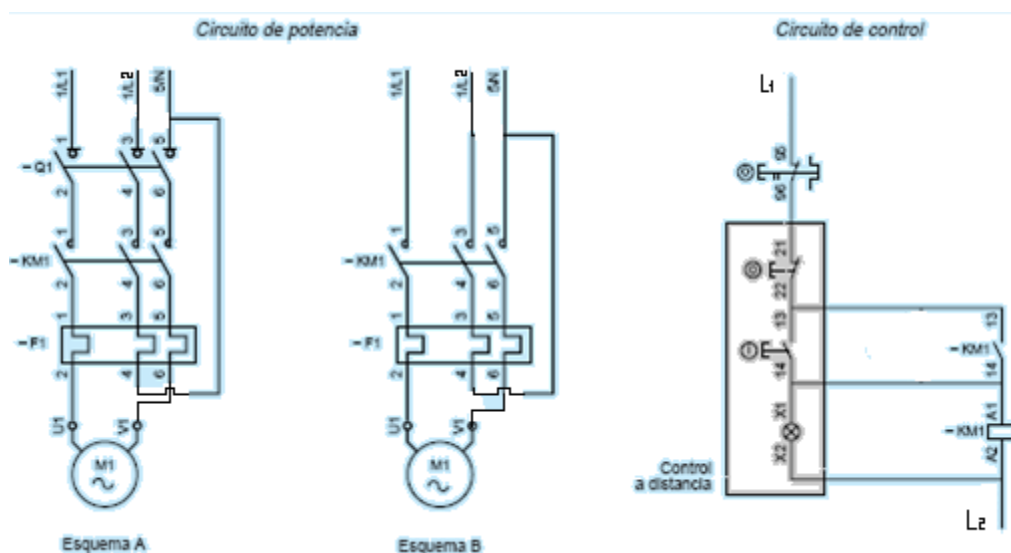 Circuito de potencia
Circuito de control
1/L1
1/L2
5/N
1/L1
1/L2
5/N
L1
1
3
5
- Q1
2
4
6
95
96
1
3
5
- KM1
2
4
6
1
3
5
- KM1
2
4
6
21
22
13
14
13
- KM1
14
1
3
5
- F1
2
4
6
1
3
5
- F1
2
4
6
X1
X2
A1
- KM1
A2
U1
V1
U1
V1
M1
M1
Control
a distancia
L2
Esquema A
Esquema B